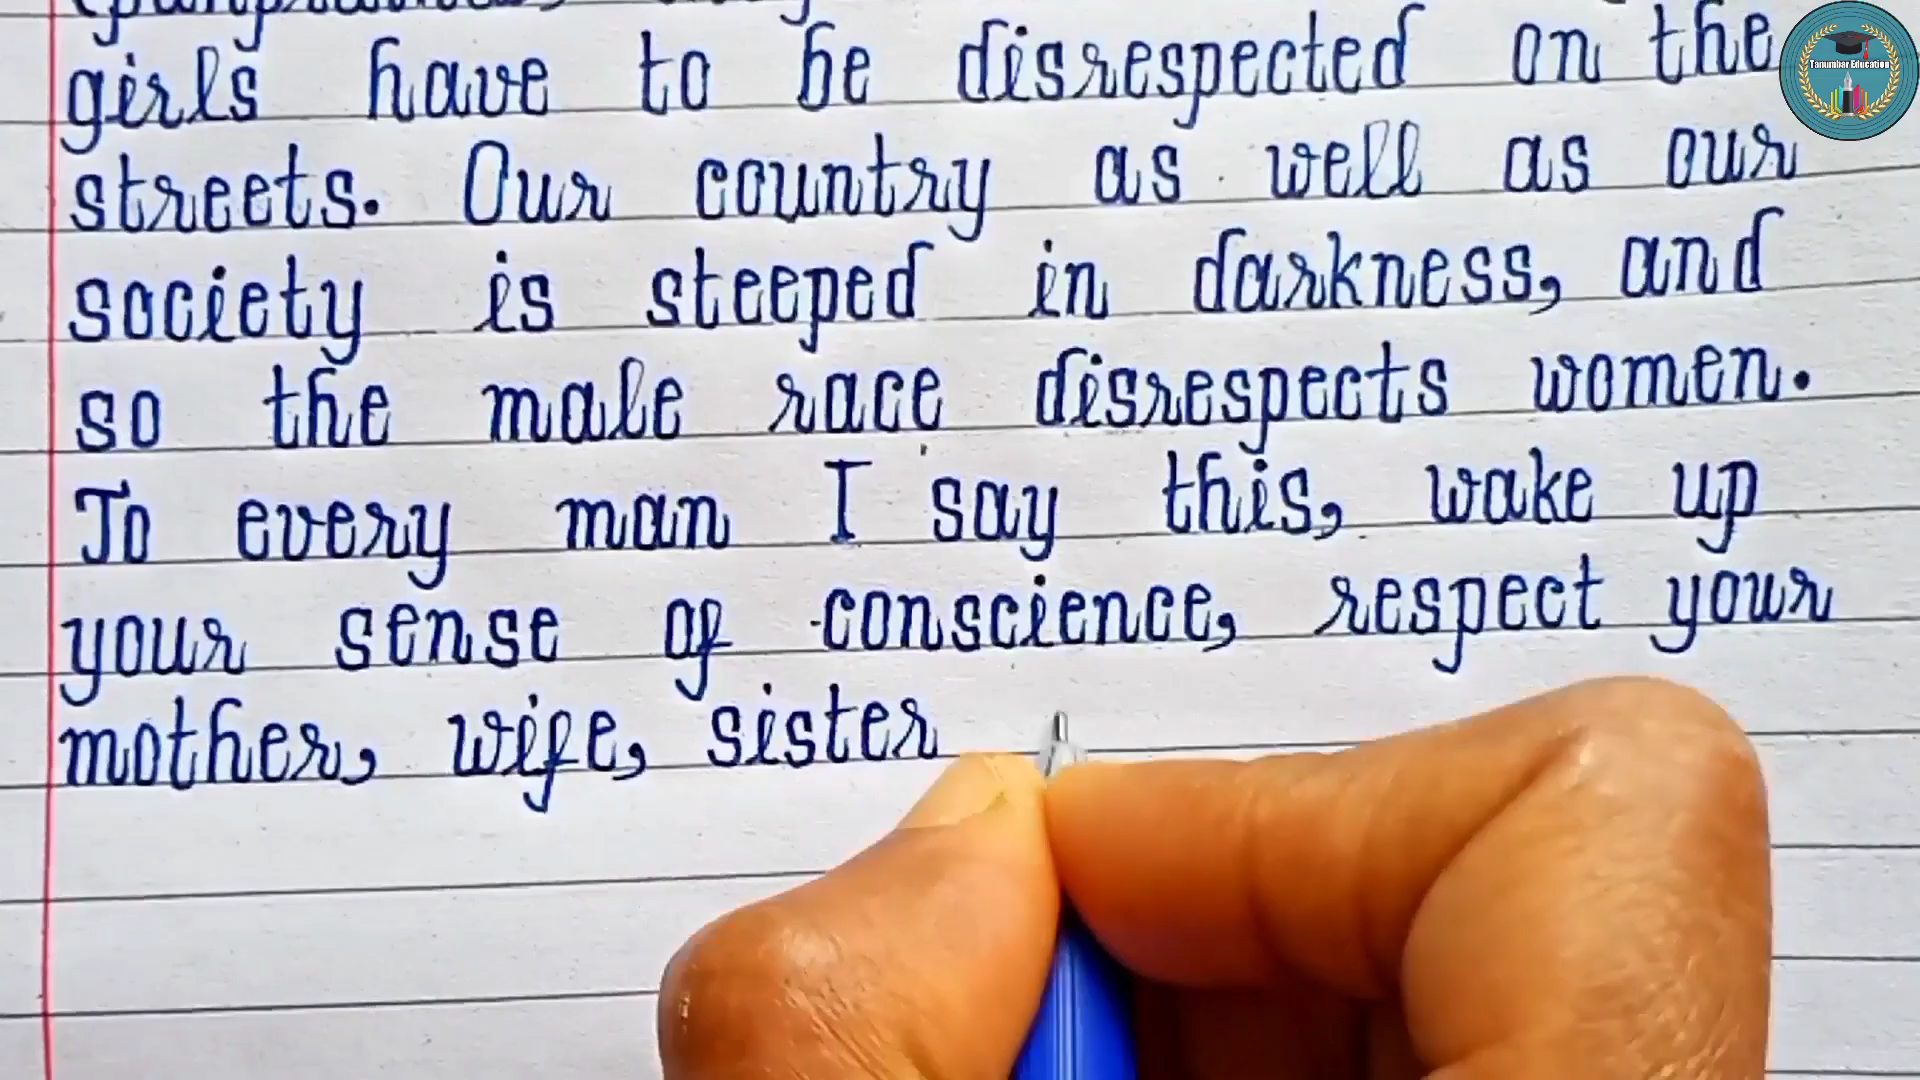 girls have to be disrespected on the
Tanumbar Education
streets. Our country as well as our
society is steeped in darkness, and
so the male race disrespects women.
To every man I say this, wake up
your sense of conscience, respect your
mother, wife, sister